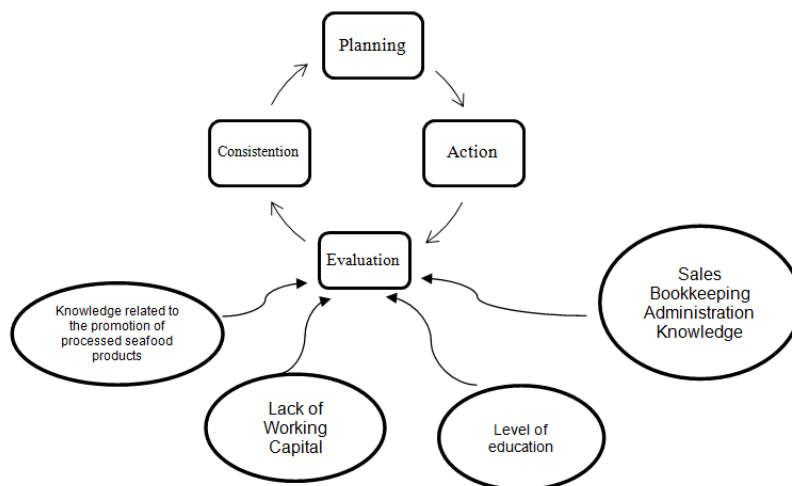 Planning
Consistention
Action
Evaluation
Knowledge related to
the promotion of
processed seafood
products
Sales
Bookkeeping
Administration
Knowledge
Lack of
Working
Capital
Level of
education